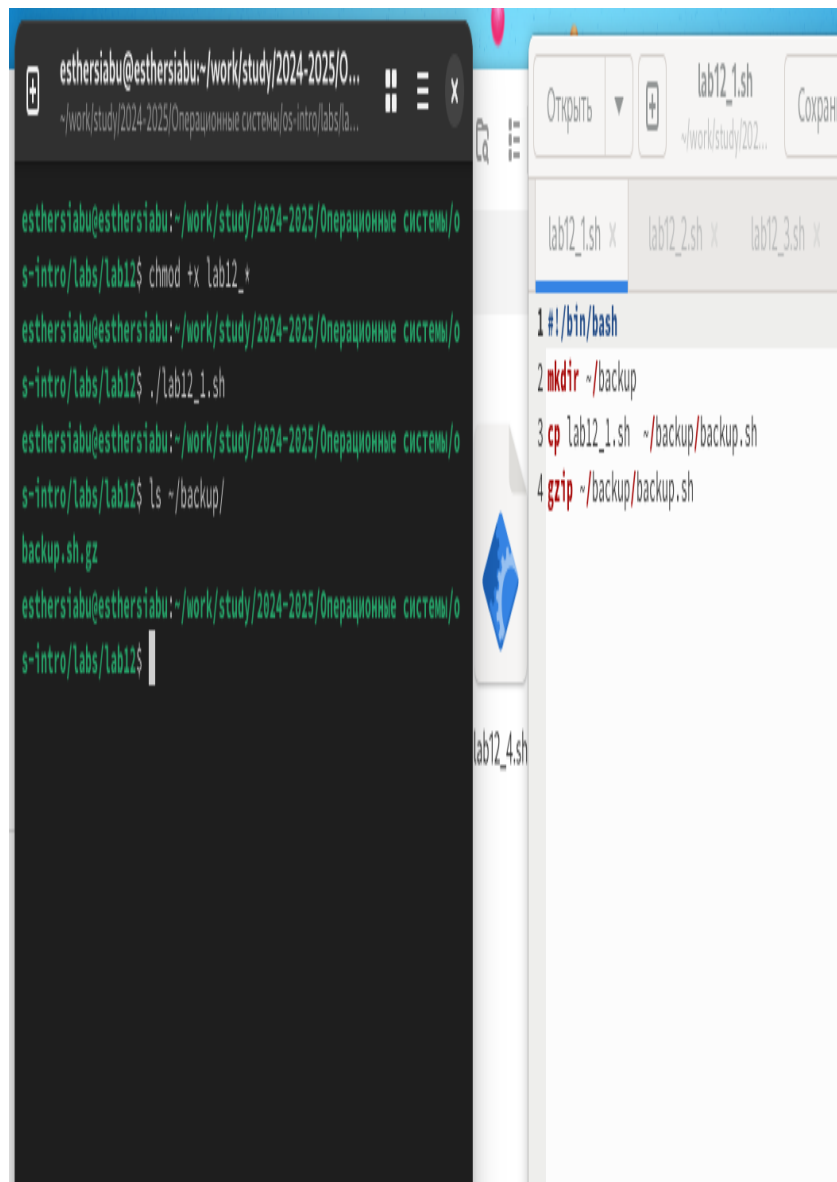 esthersiabu@esthersiabu:~/work/study/2024-2025/О...
~/work/study/2024-2025/Операционные системы/os-intro/labs/la...
esthersiabu@esthersiabu:~/work/study/2024-2025/Операционные системы/o
s-intro/labs/lab12$ chmod +x lab12_*
esthersiabu@esthersiabu:~/work/study/2024-2025/Операционные системы/o
s-intro/labs/lab12$ ./lab12_1.sh
esthersiabu@esthersiabu:~/work/study/2024-2025/Операционные системы/o
s-intro/labs/lab12$ ls ~/backup/
backup.sh.gz
esthersiabu@esthersiabu:~/work/study/2024-2025/Операционные системы/o
s-intro/labs/lab12$
lab12_4.sh
Открыть
lab12_1.sh
~/work/study/202...
Сохран
lab12_1.sh × lab12_2.sh × lab12_3.sh ×
1 #!/bin/bash
2 mkdir ~/backup
3 cp lab12_1.sh ~/backup/backup.sh
4 gzip ~/backup/backup.sh